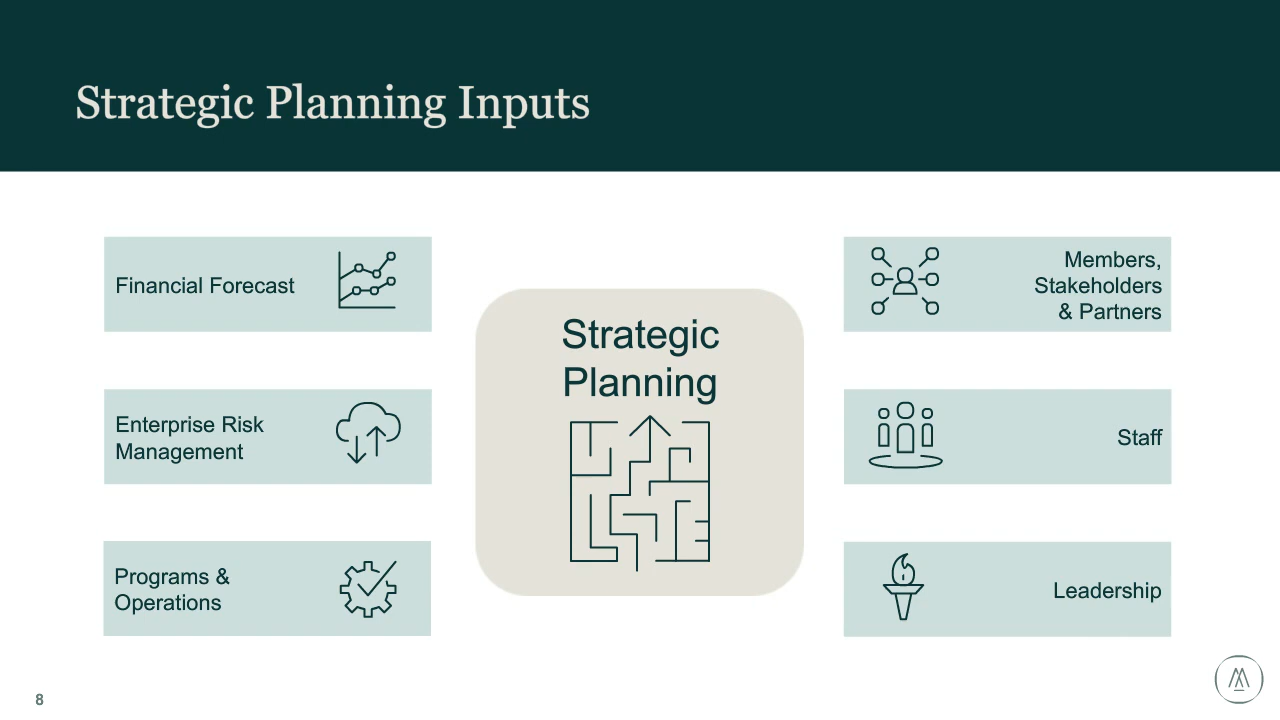 Strategic Planning Inputs
Financial Forecast
Enterprise Risk
Management
Programs &
Operations
Strategic
Planning
Members,
Stakeholders
& Partners
Staff
Leadership
8